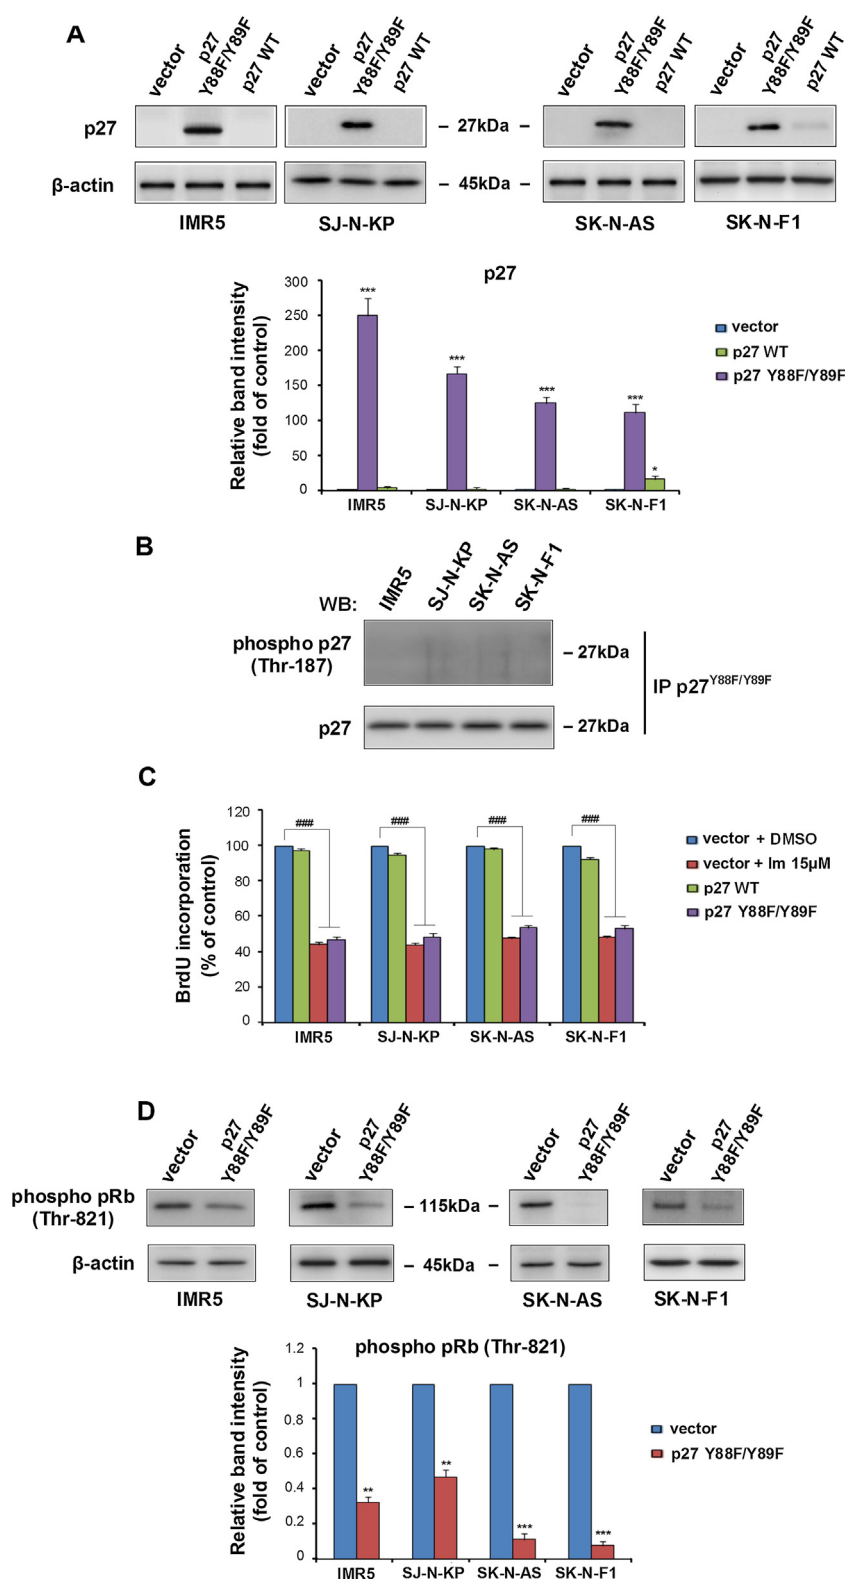 A
vector
p27
Y88F/Y89F
p27 WT
vector
p27
Y88F/Y89F
p27 WT
vector
p27
Y88F/Y89F
p27 WT
vector
p27
Y88F/Y89F
p27 WT
p27
– 27kDa –
β-actin
– 45kDa –
IMR5
SJ-N-KP
SK-N-AS
SK-N-F1
p27
Relative band intensity
(fold of control)
300
250
200
150
100
50
0
***
***
***
***
*
IMR5
SJ-N-KP
SK-N-AS
SK-N-F1
vector
p27 WT
p27 Y88F/Y89F
B
WB:
IMR5
SJ-N-KP
SK-N-AS
SK-N-F1
phospho p27
(Thr-187)
– 27kDa
p27
– 27kDa
IP p27Y88F/Y89F
C
BrdU incorporation
(% of control)
120
100
80
60
40
20
0
###
###
###
###
IMR5
SJ-N-KP
SK-N-AS
SK-N-F1
vector + DMSO
vector + Im 15μM
p27 WT
p27 Y88F/Y89F
D
vector
p27
Y88F/Y89F
vector
p27
Y88F/Y89F
vector
p27
Y88F/Y89F
vector
p27
Y88F/Y89F
phospho pRb
(Thr-821)
– 115kDa –
β-actin
– 45kDa –
IMR5
SJ-N-KP
SK-N-AS
SK-N-F1
phospho pRb (Thr-821)
Relative band intensity
(fold of control)
1.2
1
0.8
0.6
0.4
0.2
0
**
**
***
***
IMR5
SJ-N-KP
SK-N-AS
SK-N-F1
vector
p27 Y88F/Y89F